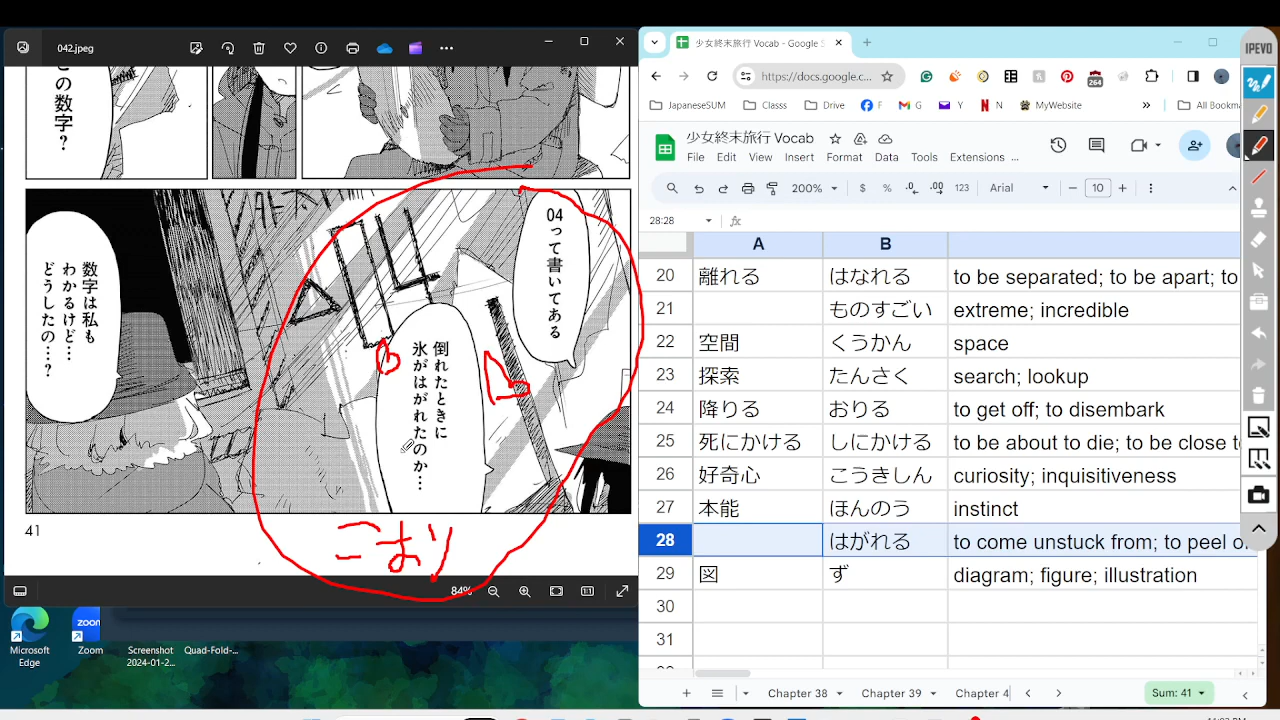 042.jpeg
の数字?
04って書いてある
04
倒れたときに
氷がはがれたのか…
数字は私も
わかるけど…
どうしたの…?
こおり
41
84%
Microsoft
Edge
Zoom
zoom
Screenshot
2024-01-2...
Quad-Fold-...
少女終末旅行 Vocab - Google S
https://docs.google.c...
264
JapaneseSUM
Classs
Drive
F
G
Y
N
MyWebsite
All Bookm
少女終末旅行 Vocab
File Edit View Insert Format Data Tools Extensions ...
200% $ % .0 .00 123 Arial 10
28:28 fx
A B
20 離れる はなれる to be separated; to be apart; to
21 ものすごい extreme; incredible
22 空間 くうかん space
23 探索 たんさく search; lookup
24 降りる おりる to get off; to disembark
25 死にかける しにかける to be about to die; to be close t
26 好奇心 こうきしん curiosity; inquisitiveness
27 本能 ほんのう instinct
28 はがれる to come unstuck from; to peel o
29 図 ず diagram; figure; illustration
30
31
Chapter 38 Chapter 39 Chapter 4 Sum: 41
IPEVO